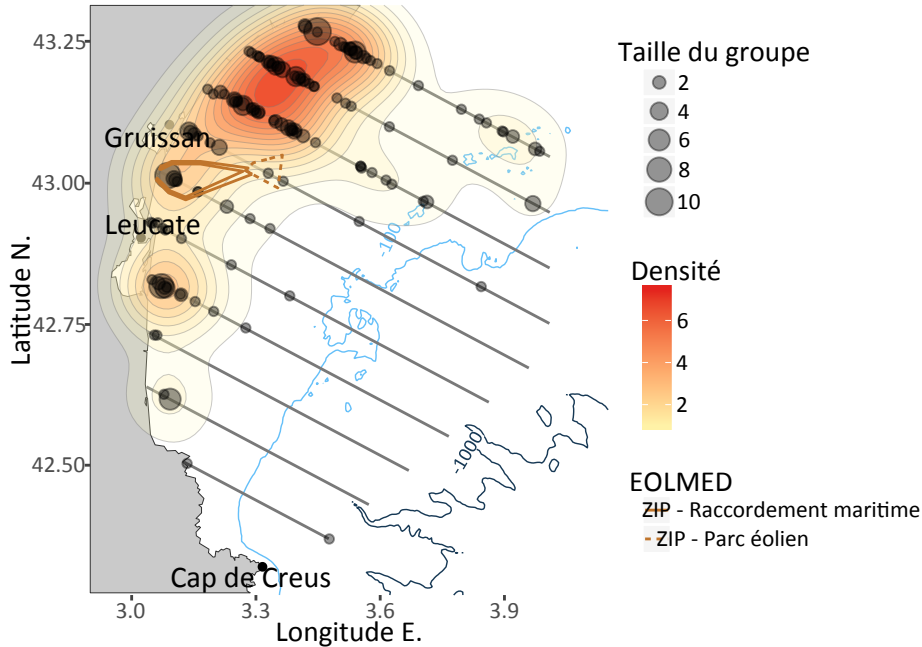 43.25
43.00
42.75
42.50
Latitude N.
3.0
3.3
3.6
3.9
Longitude E.
Gruissan
Leucate
Cap de Creus
-100
-1000
Taille du groupe
2
4
6
8
10
Densité
6
4
2
EOLMED
ZIP - Raccordement maritime
ZIP - Parc éolien